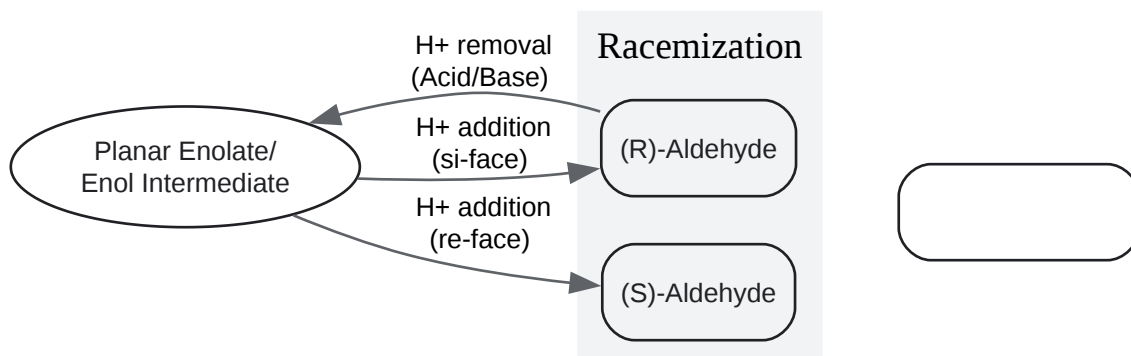 Racemization
H+ removal
(Acid/Base)
H+ addition
(si-face)
H+ addition
(re-face)
Planar Enolate/
Enol Intermediate
(R)-Aldehyde
(S)-Aldehyde